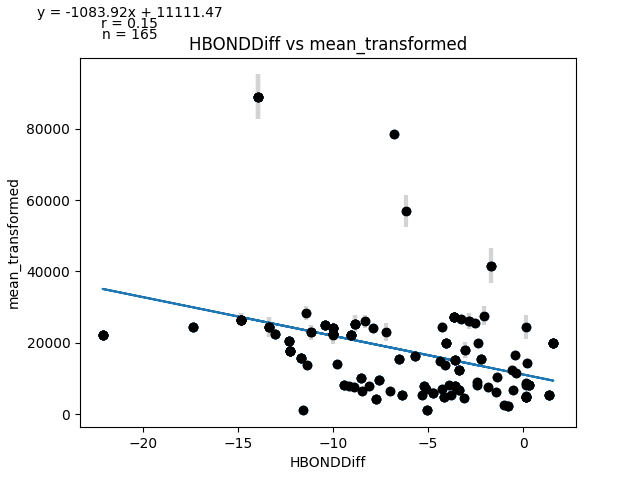 y = -1083.92x + 11111.47
r = 0.15
n = 165
HBONDDiff vs mean_transformed
mean_transformed
80000
60000
40000
20000
0
−20
−15
−10
−5
0
HBONDDiff